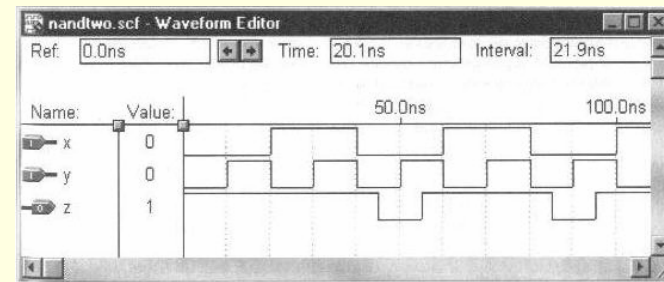 nandtwo.scf - Waveform Editor
Ref: 0.0ns Time: 20.1ns Interval: 21.9ns
Name: Value: 50.0ns 100.0ns
x 0
y 0
z 1